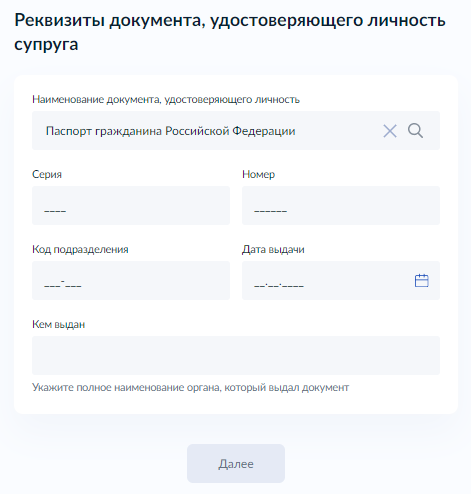 Реквизиты документа, удостоверяющего личность
супруга
Наименование документа, удостоверяющего личность
Паспорт гражданина Российской Федерации
Серия
Номер
____
______
Код подразделения
Дата выдачи
___-___
__.__.____
Кем выдан
Укажите полное наименование органа, который выдал документ
Далее